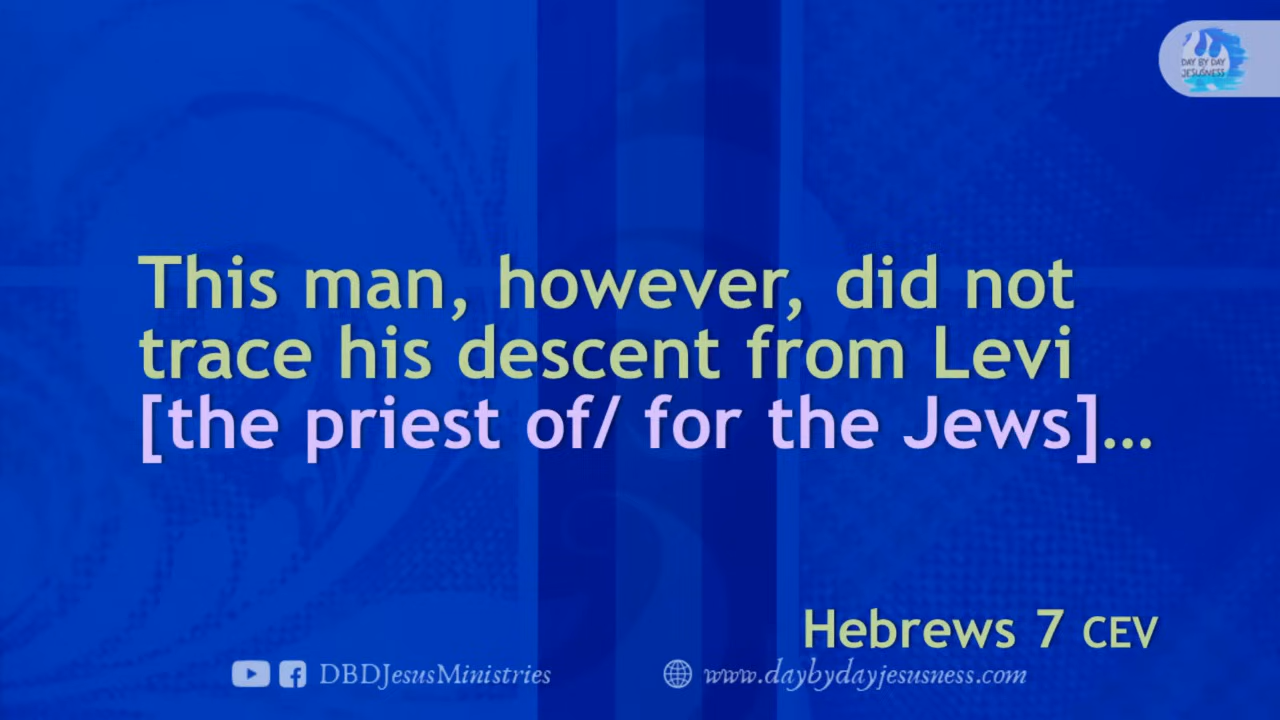 DAY BY DAY
JESUSNESS
This man, however, did not
trace his descent from Levi
[the priest of/ for the Jews]...
Hebrews 7 CEV
DBDJesusMinistries
www.daybydayjesusness.com